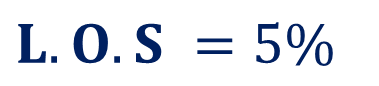 L. O. S = 5%